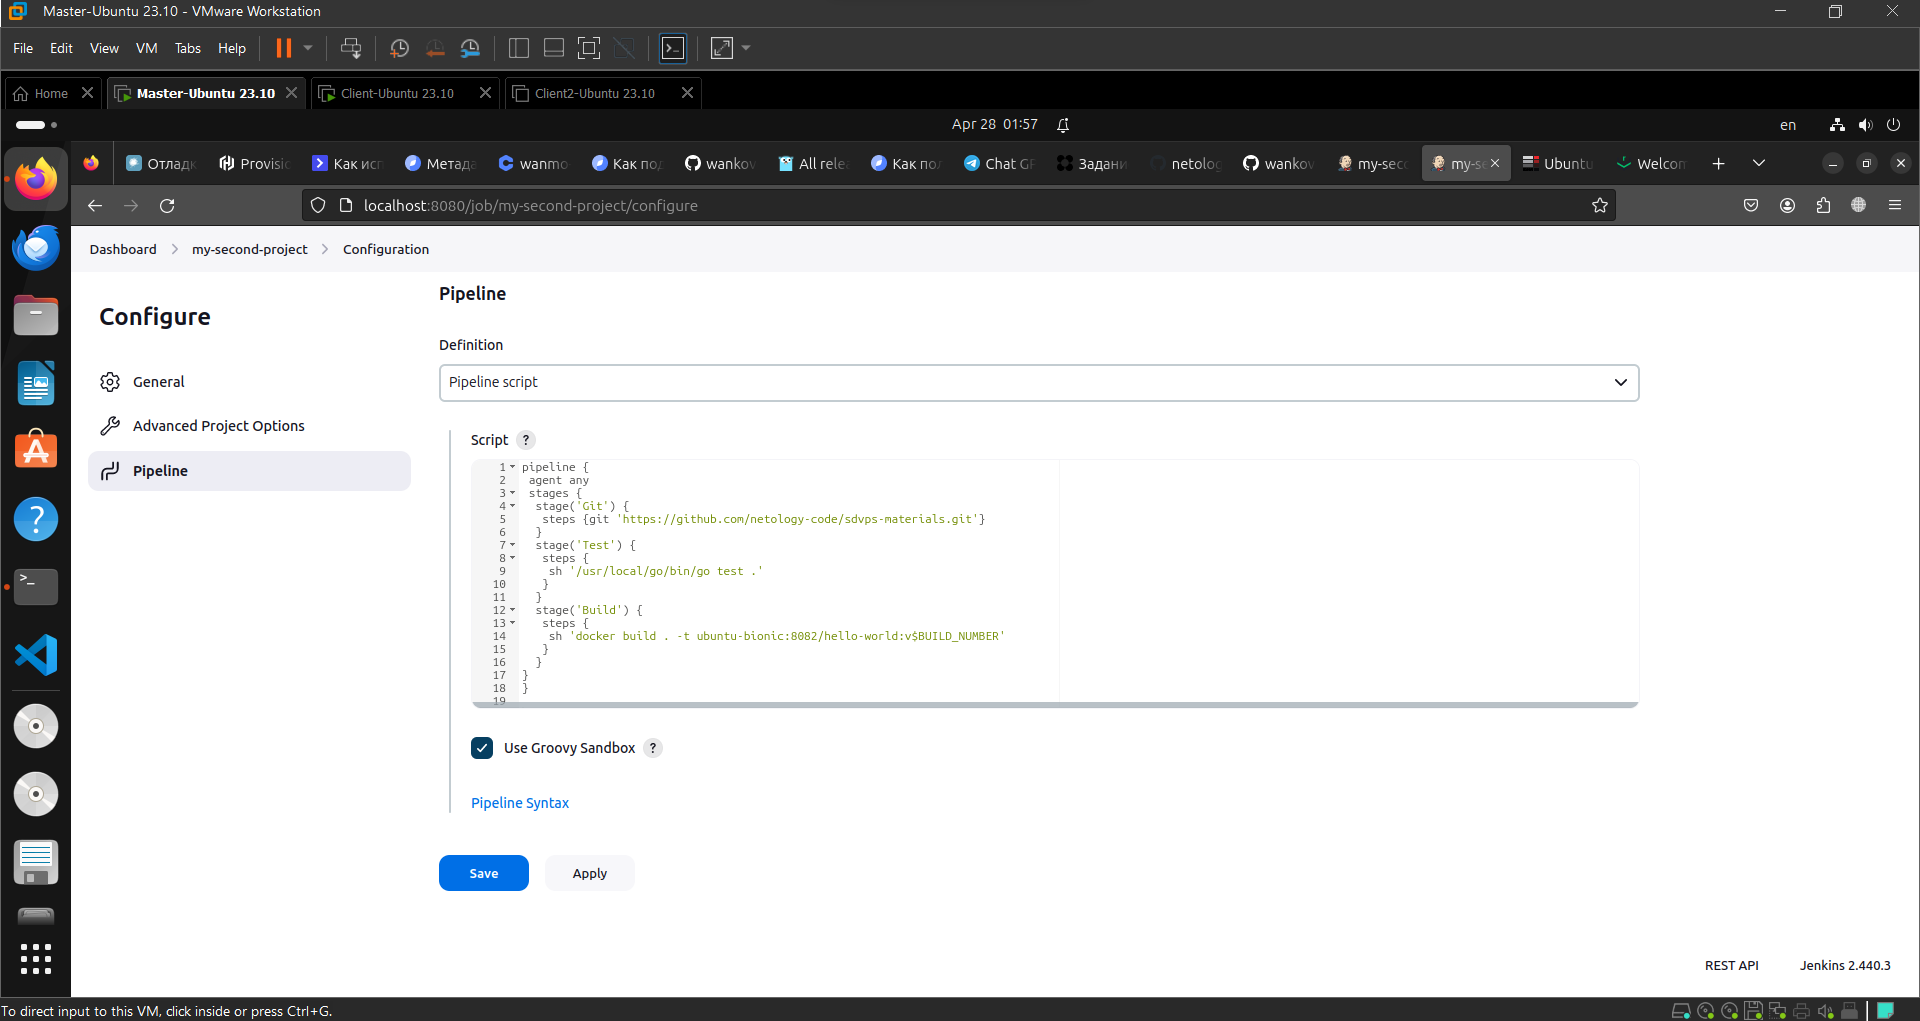 Master-Ubuntu 23.10 - VMware Workstation
File Edit View VM Tabs Help
Home Master-Ubuntu 23.10 Client-Ubuntu 23.10 Client2-Ubuntu 23.10
Apr 28 01:57 en
Отладк Provisi Как исп Метада wanmo Как по wankov All rele Как по Chat GP Задани netolog wankov my-sec my-se Ubuntu Welcom
localhost:8080/job/my-second-project/configure
Dashboard my-second-project Configuration
Configure
General
Advanced Project Options
Pipeline
Pipeline
Definition
Pipeline script
Script ?
1 pipeline {
2 agent any
3 stages {
4 stage('Git') {
5 steps {git 'https://github.com/netology-code/sdvps-materials.git'}
6 }
7 stage('Test') {
8 steps {
9 sh '/usr/local/go/bin/go test .'
10 }
11 }
12 stage('Build') {
13 steps {
14 sh 'docker build . -t ubuntu-bionic:8082/hello-world:v$BUILD_NUMBER'
15 }
16 }
17 }
18 }
19
Use Groovy Sandbox ?
Pipeline Syntax
Save Apply
REST API Jenkins 2.440.3
To direct input to this VM, click inside or press Ctrl+G.